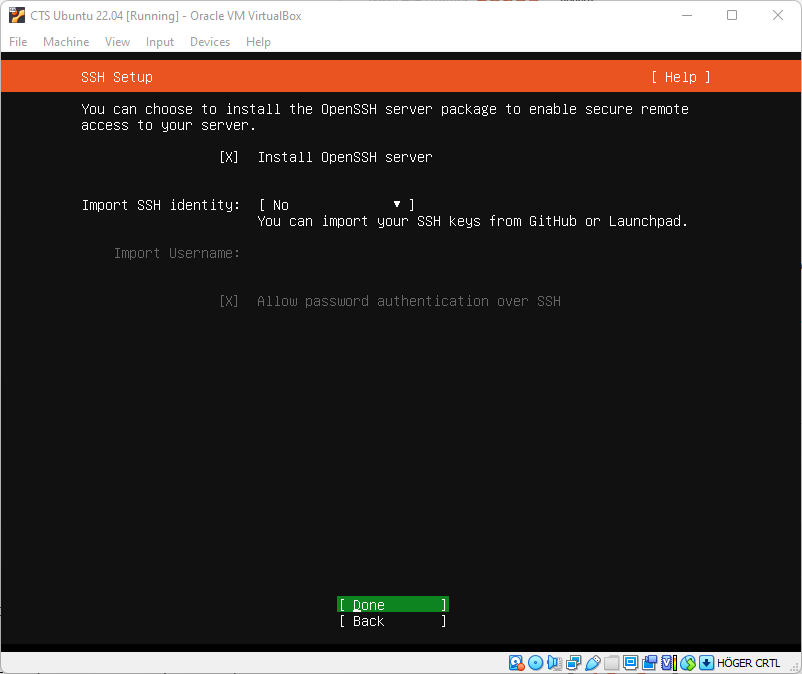 CTS Ubuntu 22.04 [Running] - Oracle VM VirtualBox
File Machine View Input Devices Help
SSH Setup [ Help ]
You can choose to install the OpenSSH server package to enable secure remote
access to your server.
[X] Install OpenSSH server
Import SSH identity: [ No ▾ ]
You can import your SSH keys from GitHub or Launchpad.
Import Username:
[X] Allow password authentication over SSH
[ Done ]
[ Back ]
HÖGER CRTL